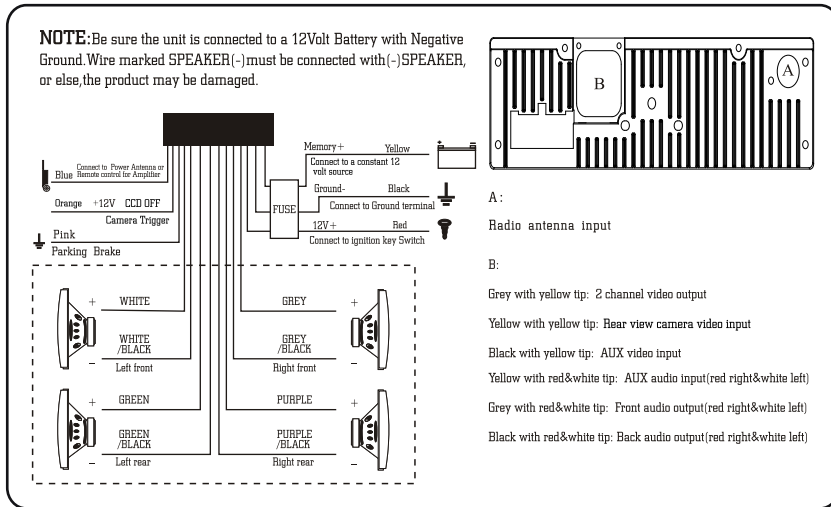 NOTE:Be sure the unit is connected to a 12Volt Battery with Negative
Ground.Wire marked SPEAKER(-)must be connected with(-)SPEAKER,
or else,the product may be damaged.
Blue
Connect to Power Antenna or
Remote control for Amplifier
Orange +12V CCD OFF
Camera Trigger
Pink
Parking Brake
FUSE
Memory+ Yellow
Connect to a constant 12
volt source
Ground- Black
Connect to Ground terminal
12V+ Red
Connect to ignition key Switch
+ -
+ WHITE
WHITE
/BLACK
-
Left front
GREY +
GREY
/BLACK
-
Right front
+ GREEN
GREEN
/BLACK
-
Left rear
PURPLE +
PURPLE
/BLACK
-
Right rear
B
A
A:
Radio antenna input
B:
Grey with yellow tip: 2 channel video output
Yellow with yellow tip: Rear view camera video input
Black with yellow tip: AUX video input
Yellow with red&white tip: AUX audio input(red right&white left)
Grey with red&white tip: Front audio output(red right&white left)
Black with red&white tip: Back audio output(red right&white left)